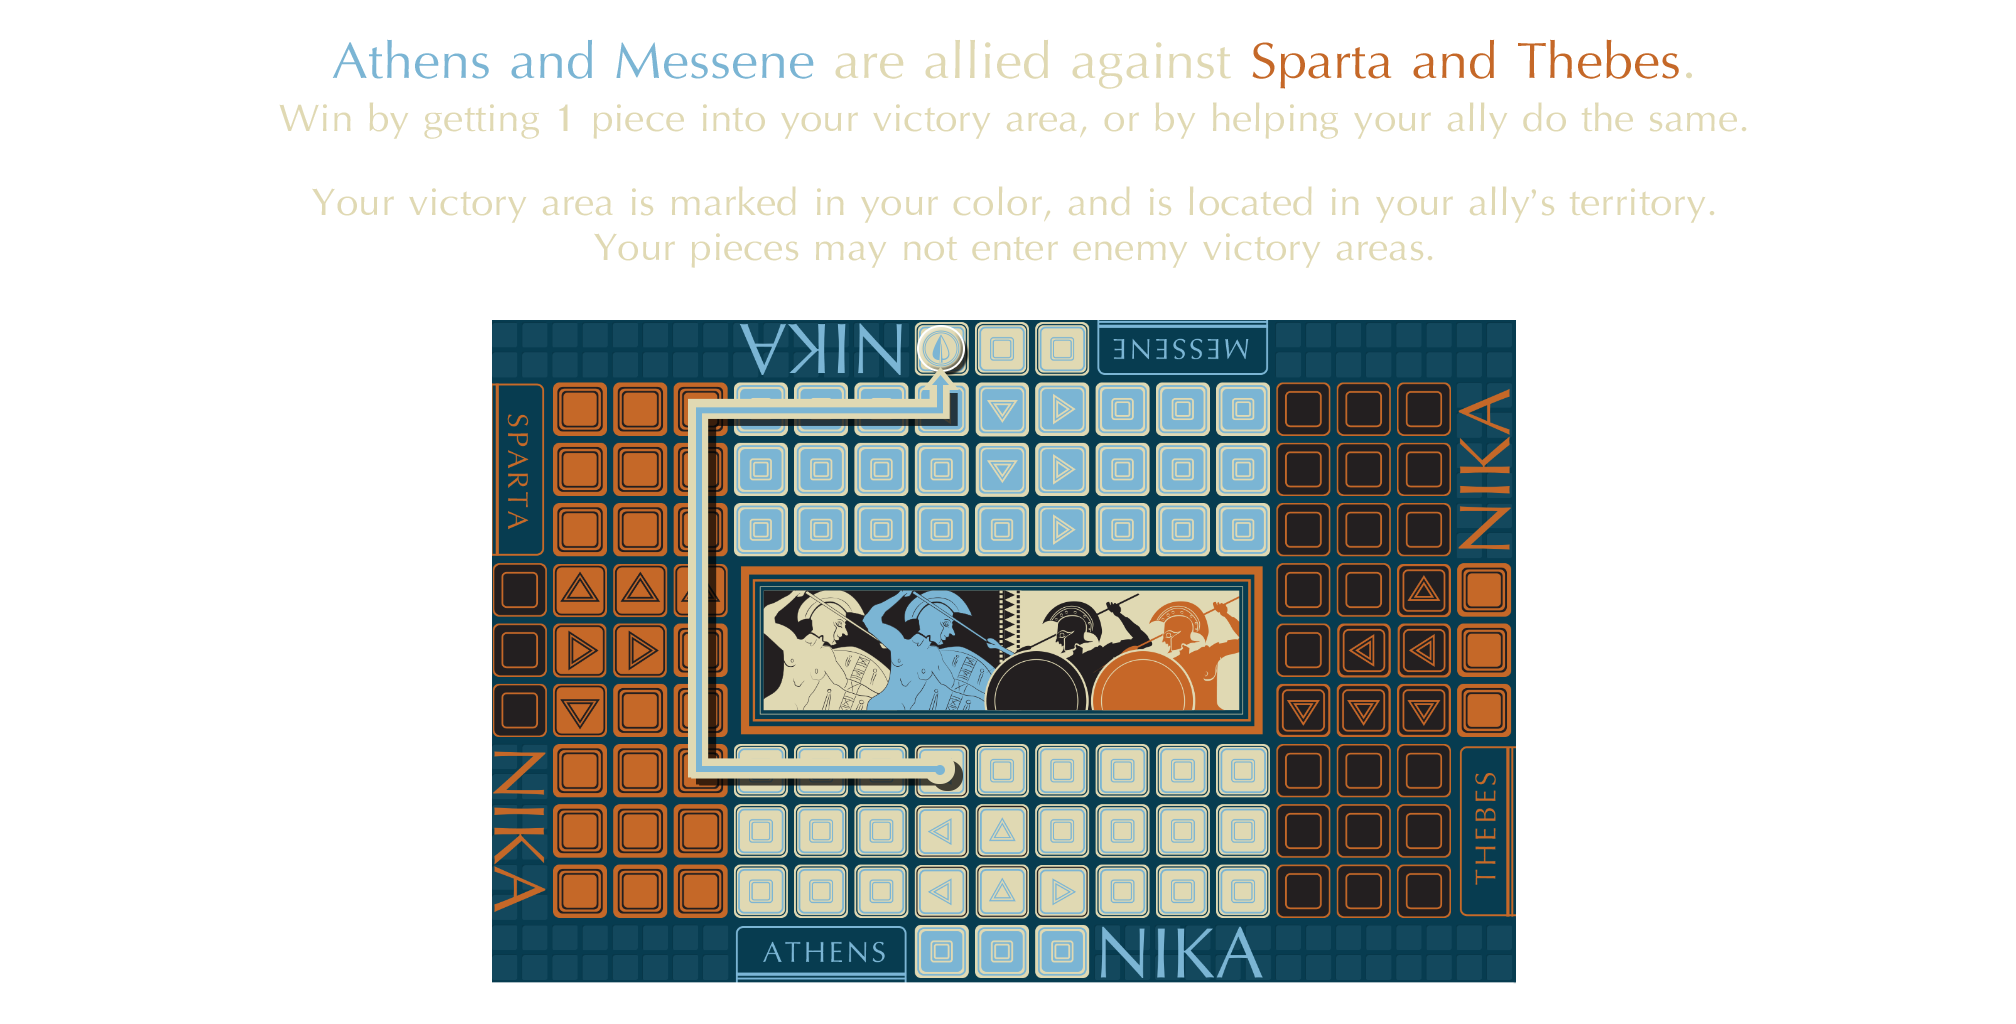 Athens and Messene are allied against Sparta and Thebes.
Win by getting 1 piece into your victory area, or by helping your ally do the same.
Your victory area is marked in your color, and is located in your ally’s territory.
Your pieces may not enter enemy victory areas.
NIKA
MESSENE
SPARTA
NIKA
NIKA
THEBES
ATHENS
NIKA